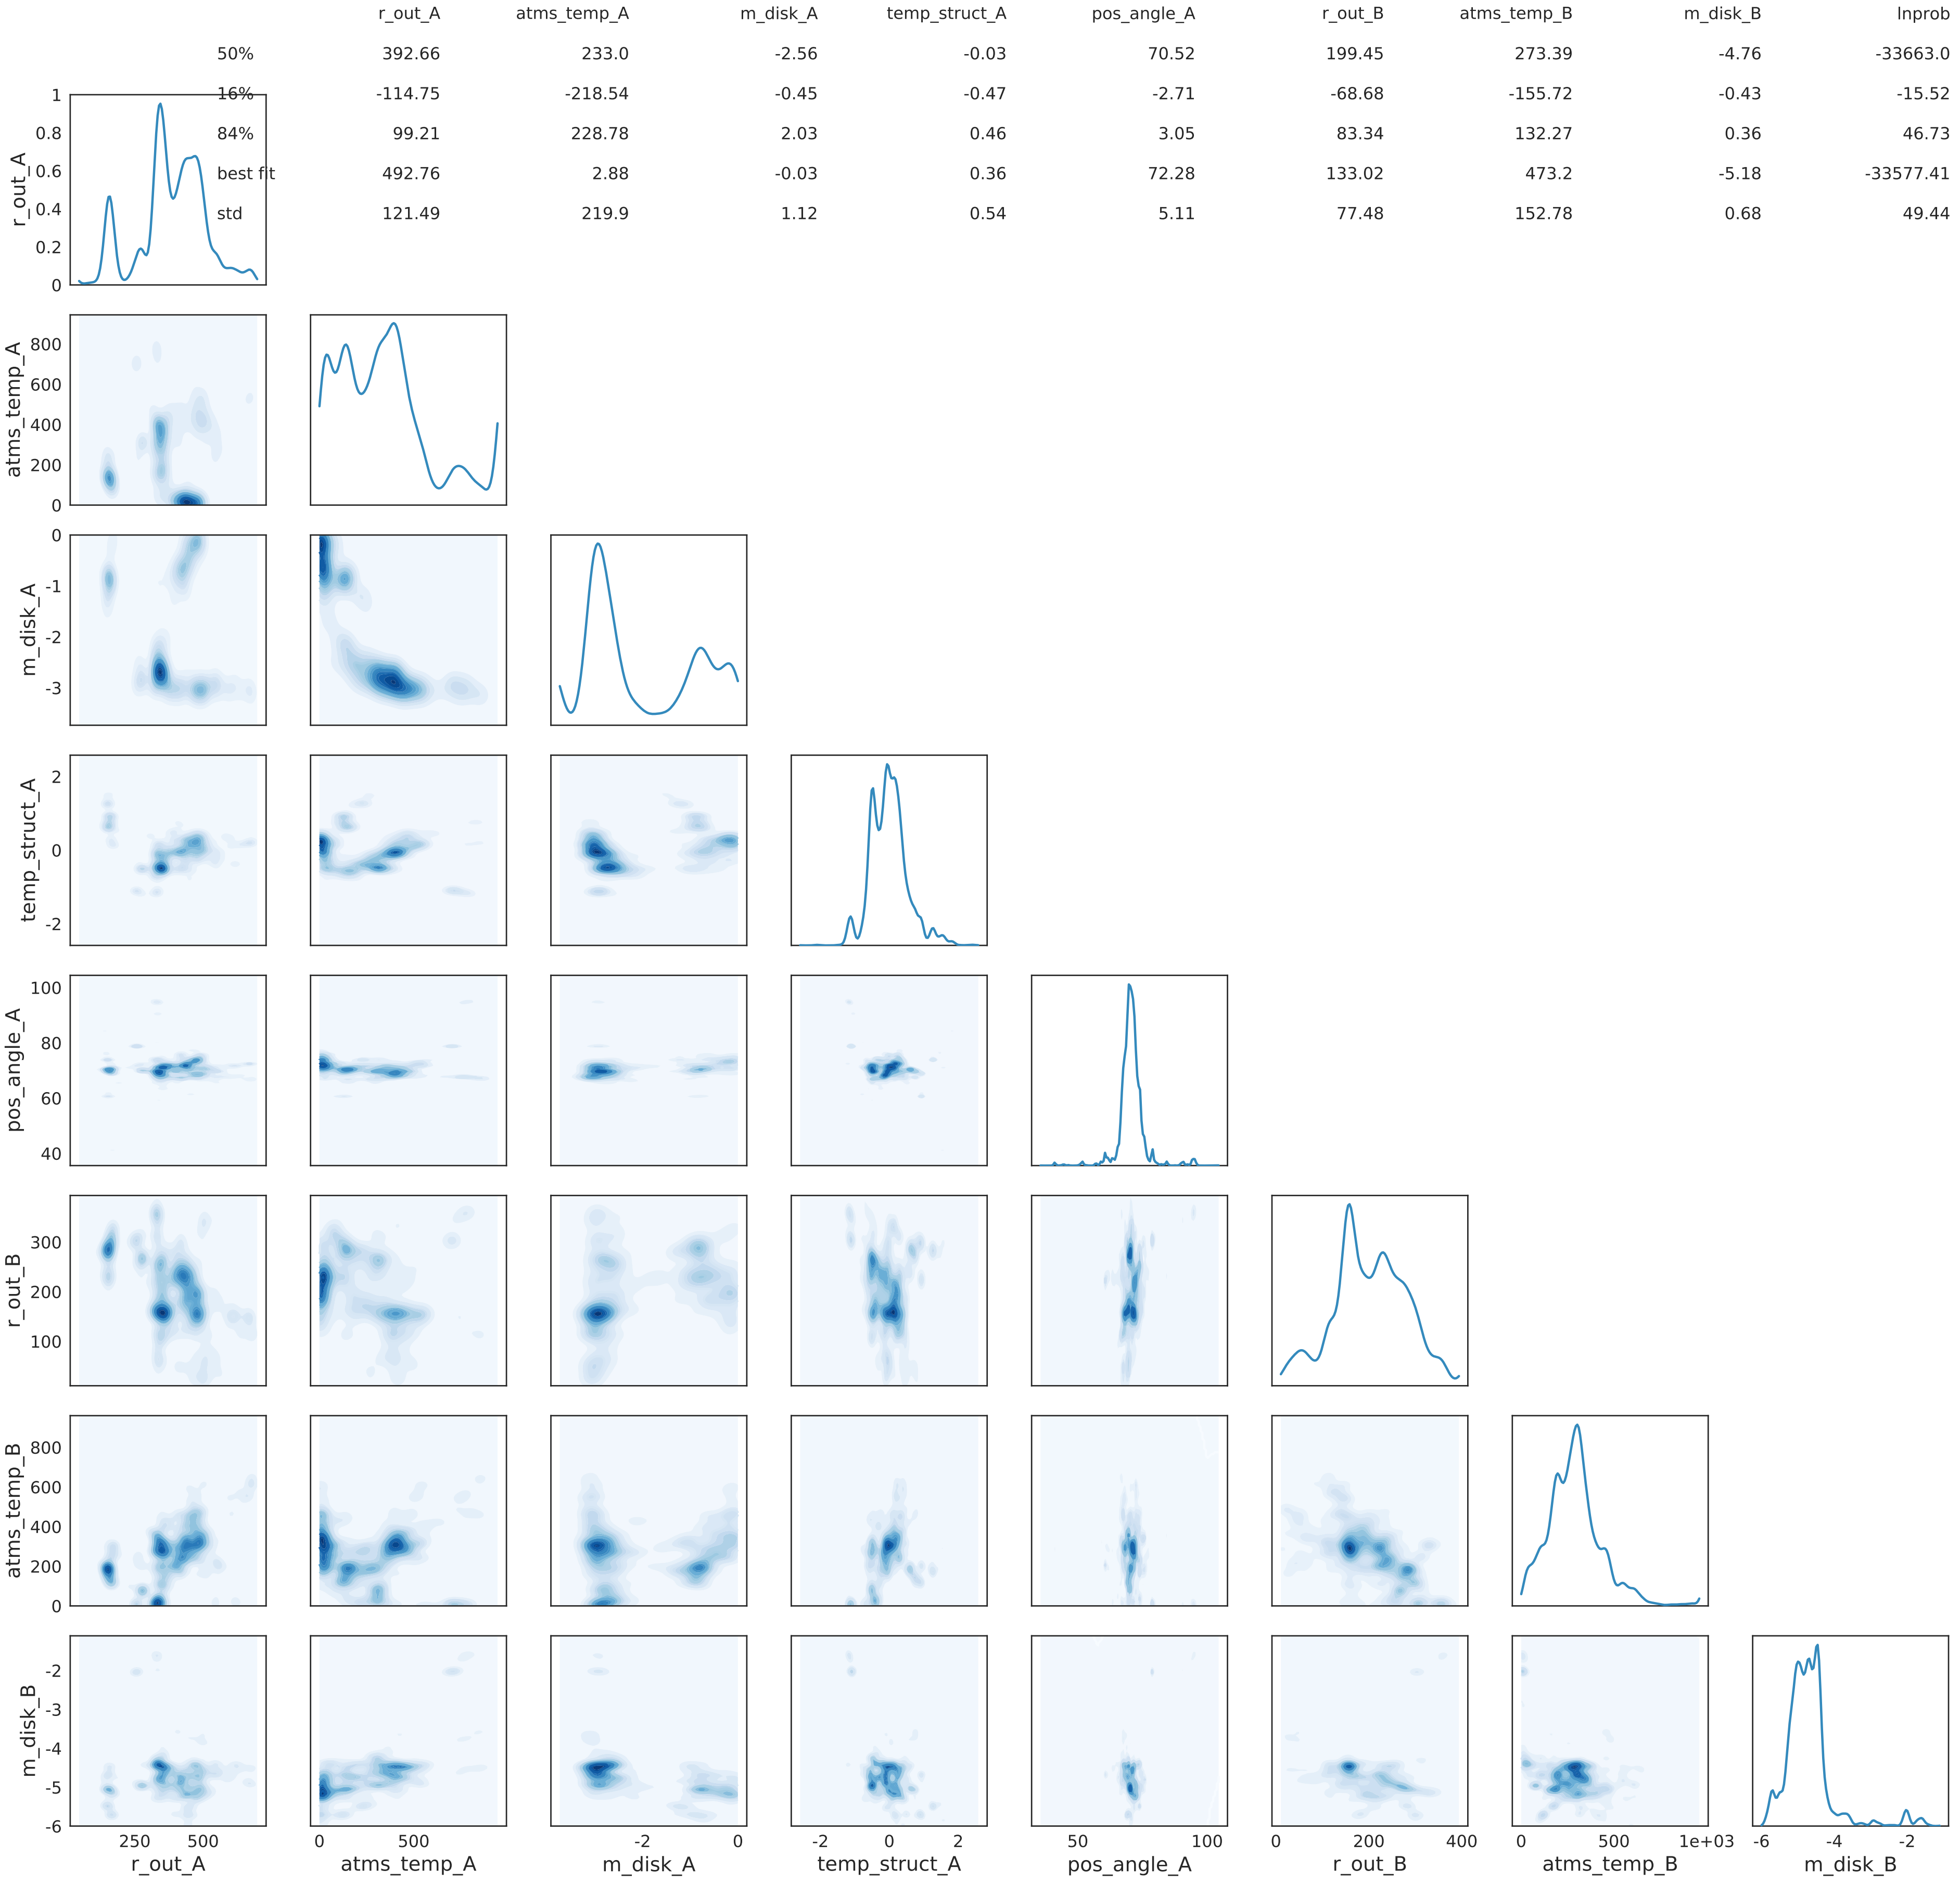 r_out_A atms_temp_A m_disk_A temp_struct_A pos_angle_A r_out_B atms_temp_B m_disk_B lnprob
50% 392.66 233.0 -2.56 -0.03 70.52 199.45 273.39 -4.76 -33663.0
16% -114.75 -218.54 -0.45 -0.47 -2.71 -68.68 -155.72 -0.43 -15.52
84% 99.21 228.78 2.03 0.46 3.05 83.34 132.27 0.36 46.73
best fit 492.76 2.88 -0.03 0.36 72.28 133.02 473.2 -5.18 -33577.41
std 121.49 219.9 1.12 0.54 5.11 77.48 152.78 0.68 49.44
r_out_A
1
0.8
0.6
0.4
0.2
0
atms_temp_A
800
600
400
200
0
m_disk_A
0
-1
-2
-3
temp_struct_A
2
0
-2
pos_angle_A
100
80
60
40
r_out_B
300
200
100
atms_temp_B
800
600
400
200
0
m_disk_B
-2
-3
-4
-5
-6
250 500 0 500 -2 0 -2 0 2 50 100 0 200 400 0 500 1e+03 -6 -4 -2
r_out_A atms_temp_A m_disk_A temp_struct_A pos_angle_A r_out_B atms_temp_B m_disk_B